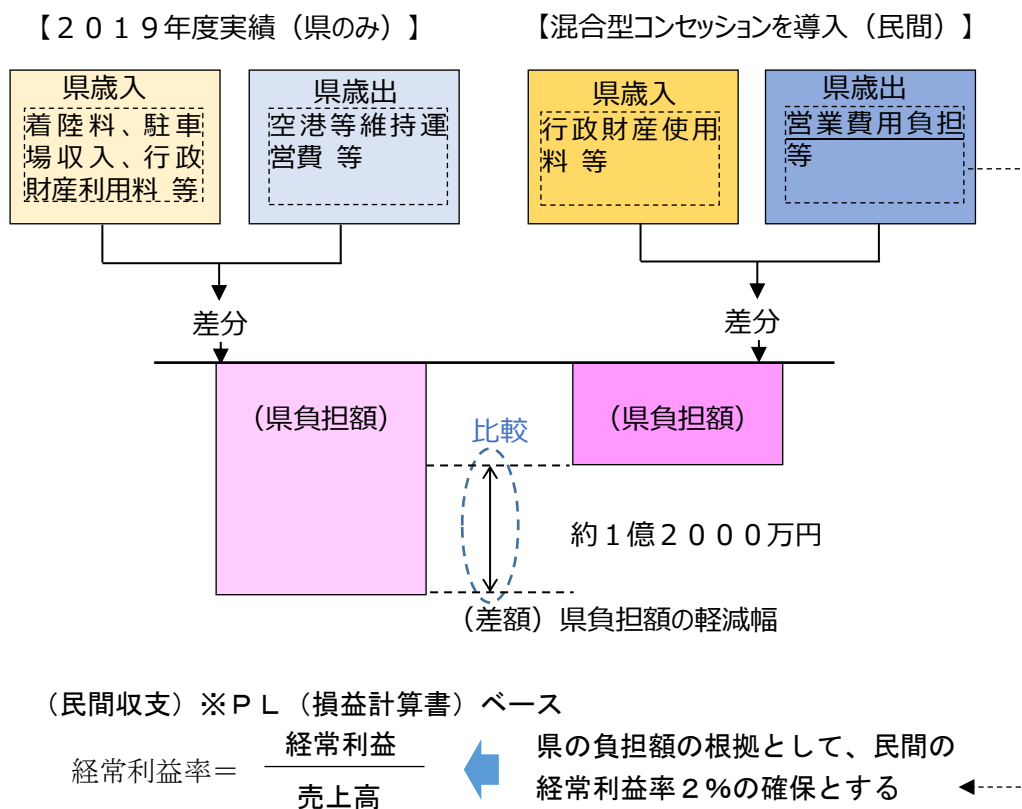 【２０１９年度実績（県のみ）】
【混合型コンセッションを導入（民間）】
県歳入
着陸料、駐車
場収入、行政
財産利用料 等
県歳出
空港等維持運
営費 等
県歳入
行政財産使用
料 等
県歳出
営業費用負担
等
差分
差分
（県負担額）
（県負担額）
比較
約１億２０００万円
（差額）県負担額の軽減幅
（民間収支）※ＰＬ（損益計算書）ベース
経常利益率＝
経常利益
売上高
県の負担額の根拠として、民間の
経常利益率２％の確保とする